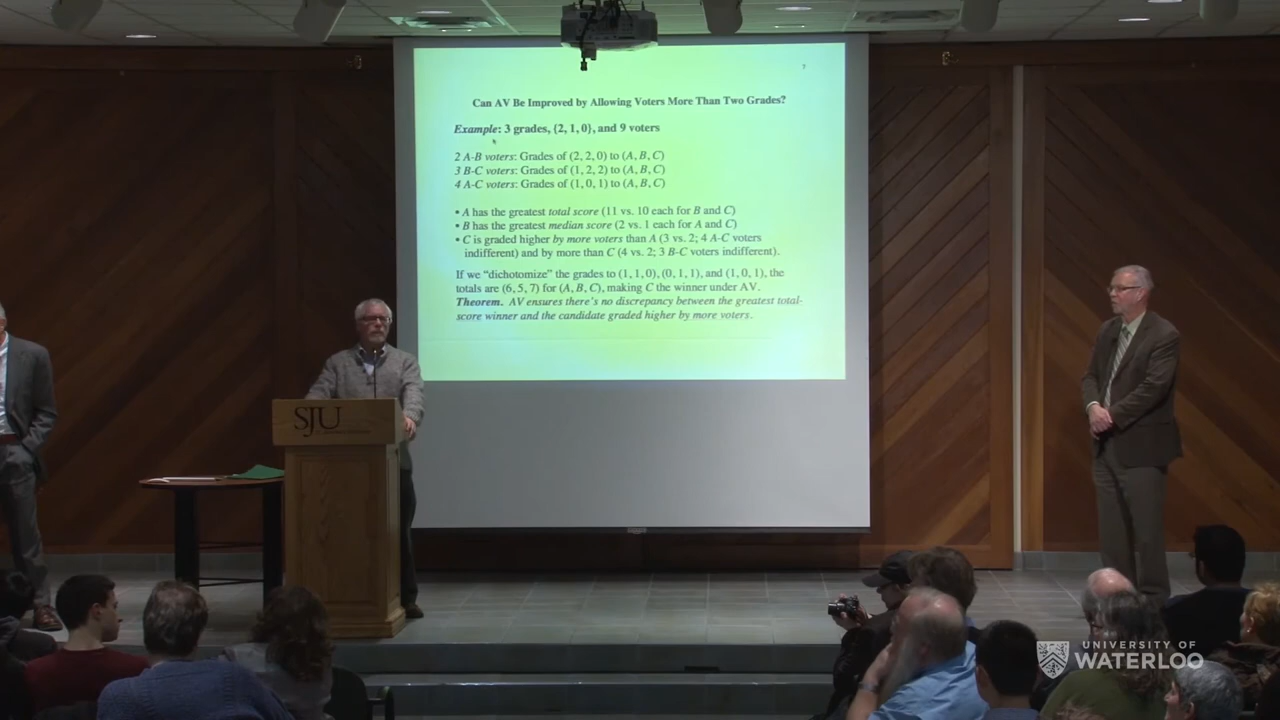 7
Can AV Be Improved by Allowing Voters More Than Two Grades?
Example: 3 grades, {2, 1, 0}, and 9 voters
2 A-B voters: Grades of (2, 2, 0) to (A, B, C)
3 B-C voters: Grades of (1, 2, 2) to (A, B, C)
4 A-C voters: Grades of (1, 0, 1) to (A, B, C)
• A has the greatest total score (11 vs. 10 each for B and C)
• B has the greatest median score (2 vs. 1 each for A and C)
• C is graded higher by more voters than A (3 vs. 2; 4 A-C voters
indifferent) and by more than C (4 vs. 2; 3 B-C voters indifferent).
If we "dichotomize" the grades to (1, 1, 0), (0, 1, 1), and (1, 0, 1), the
totals are (6, 5, 7) for (A, B, C), making C the winner under AV.
Theorem. AV ensures there's no discrepancy between the greatest total-
score winner and the candidate graded higher by more voters.
SJU
UNIVERSITY OF
WATERLOO